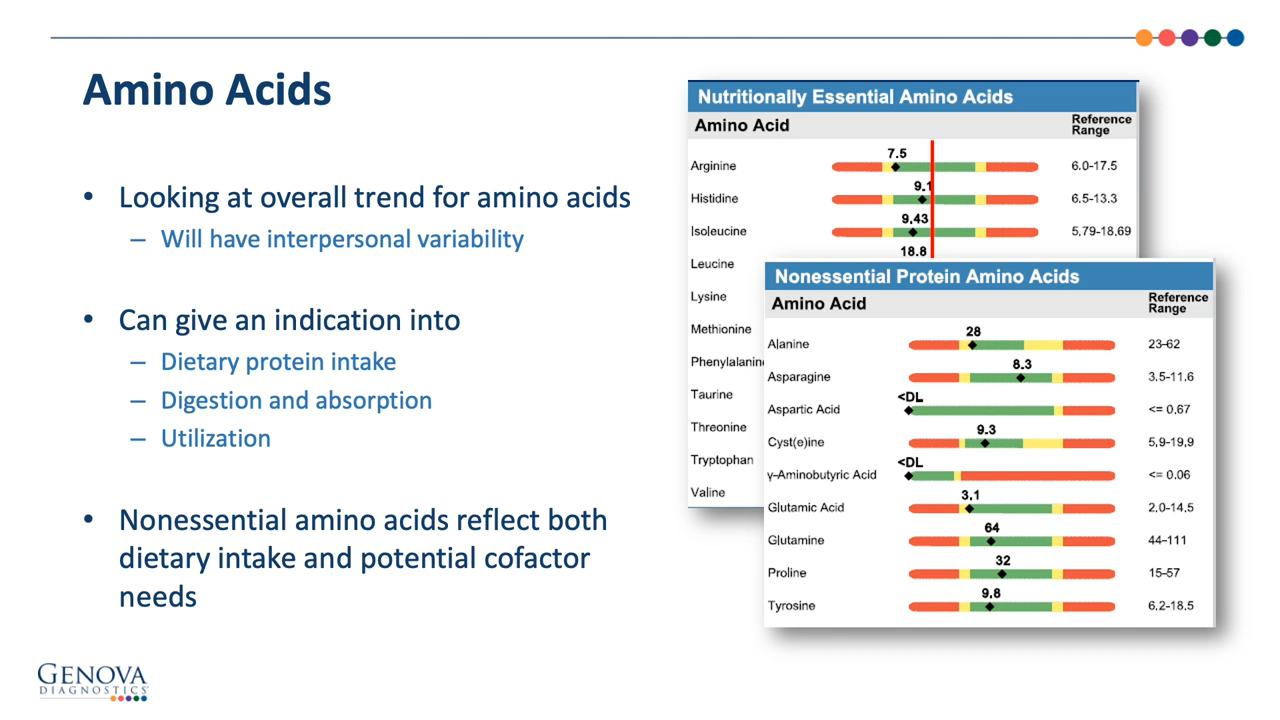 Amino Acids
• Looking at overall trend for amino acids
– Will have interpersonal variability
• Can give an indication into
– Dietary protein intake
– Digestion and absorption
– Utilization
• Nonessential amino acids reflect both
dietary intake and potential cofactor
needs
Nutritionally Essential Amino Acids
Amino Acid Reference
Range
Arginine 7.5 6.0-17.5
Histidine 9.1 6.5-13.3
Isoleucine 9.43 5.79-18.69
Leucine 18.8
Lysine
Methionine
Phenylalanine
Taurine
Threonine
Tryptophan
Valine
Nonessential Protein Amino Acids
Amino Acid Reference
Range
Alanine 28 23-62
Asparagine 8.3 3.5-11.6
Aspartic Acid <DL <= 0.67
Cyst(e)ine 9.3 5.9-19.9
γ-Aminobutyric Acid <DL <= 0.06
Glutamic Acid 3.1 2.0-14.5
Glutamine 64 44-111
Proline 32 15-57
Tyrosine 9.8 6.2-18.5
GENOVA
DIAGNOSTICS